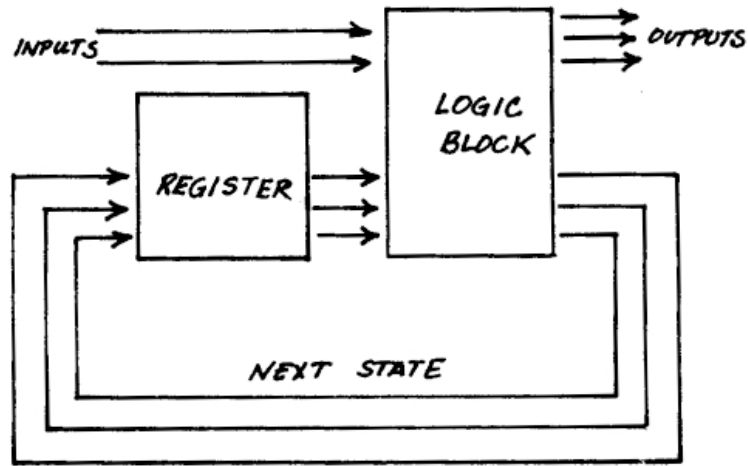 INPUTS
OUTPUTS
LOGIC
BLOCK
REGISTER
NEXT STATE